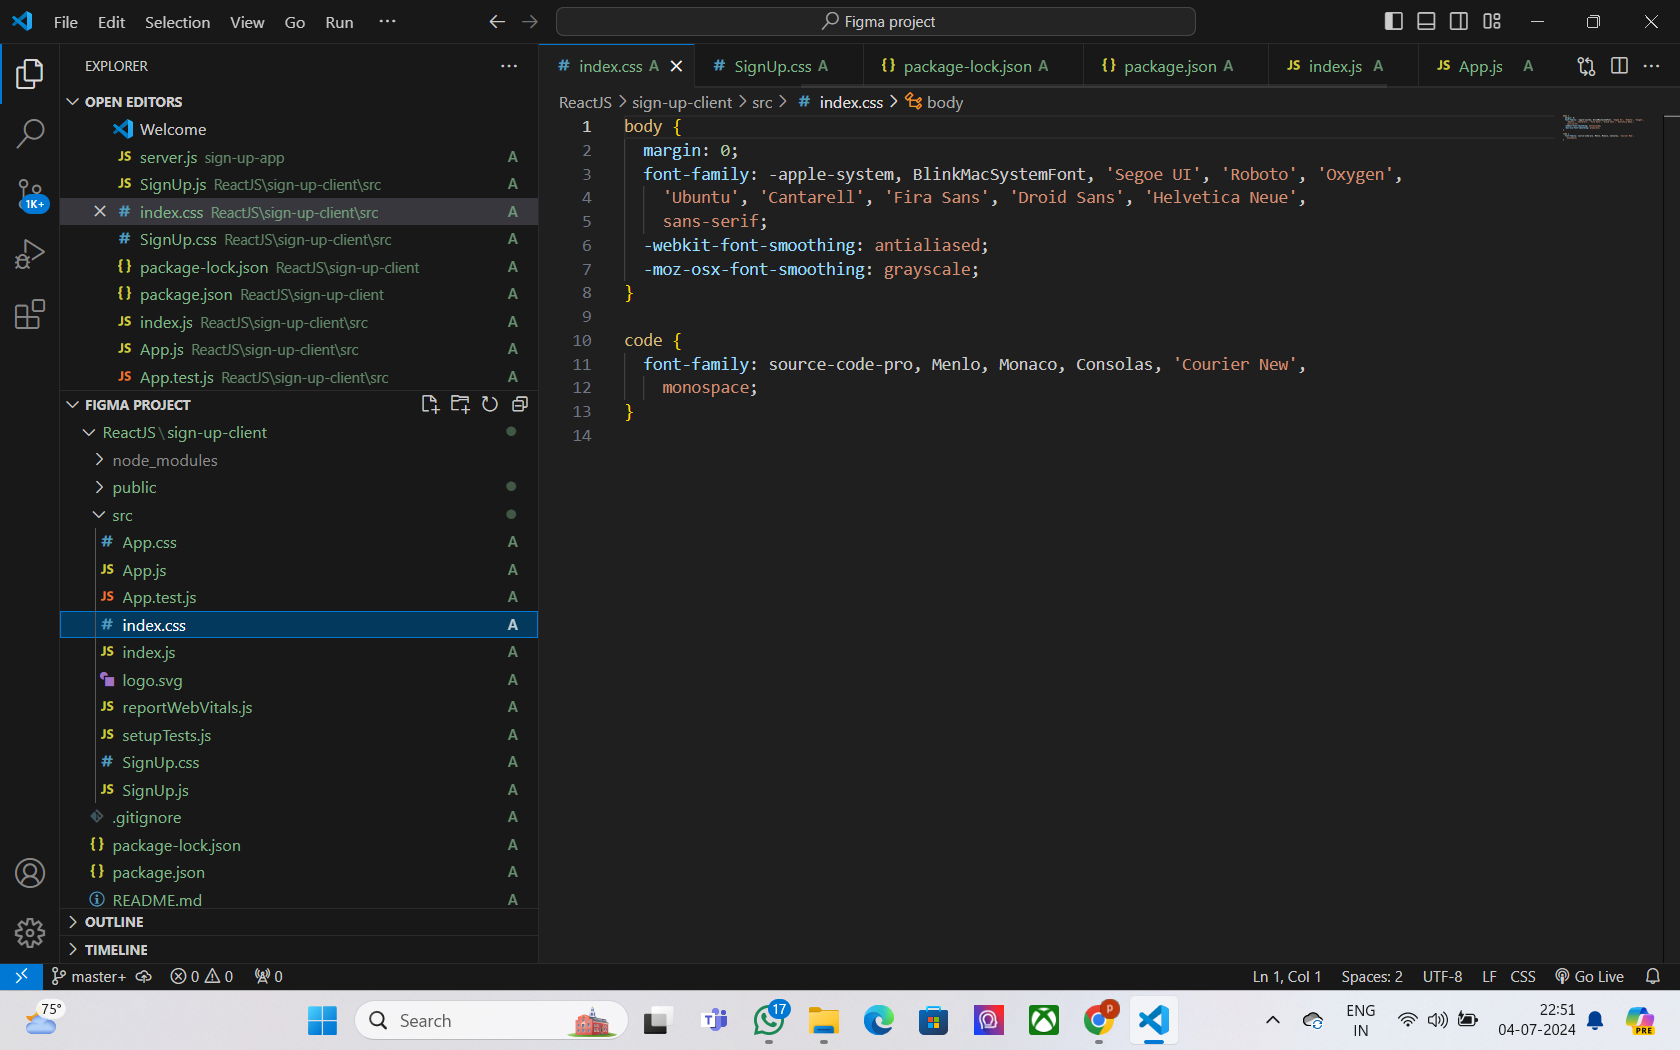 File Edit Selection View Go Run ··· Figma project
EXPLORER ···
OPEN EDITORS
Welcome
JS server.js sign-up-app A
JS SignUp.js ReactJS\sign-up-client\src A
# index.css ReactJS\sign-up-client\src A
# SignUp.css ReactJS\sign-up-client\src A
{} package-lock.json ReactJS\sign-up-client A
{} package.json ReactJS\sign-up-client A
JS index.js ReactJS\sign-up-client\src A
JS App.js ReactJS\sign-up-client\src A
JS App.test.js ReactJS\sign-up-client\src A
1K+
FIGMA PROJECT
ReactJS\sign-up-client
node_modules
public
src
# App.css A
JS App.js A
JS App.test.js A
# index.css A
JS index.js A
logo.svg A
JS reportWebVitals.js A
JS setupTests.js A
# SignUp.css A
JS SignUp.js A
.gitignore A
{} package-lock.json A
{} package.json A
README.md A
OUTLINE
TIMELINE
# index.css A # SignUp.css A {} package-lock.json A {} package.json A JS index.js A JS App.js A ···
ReactJS > sign-up-client > src > # index.css > body
1 body {
2 margin: 0;
3 font-family: -apple-system, BlinkMacSystemFont, 'Segoe UI', 'Roboto', 'Oxygen',
4 'Ubuntu', 'Cantarell', 'Fira Sans', 'Droid Sans', 'Helvetica Neue',
5 sans-serif;
6 -webkit-font-smoothing: antialiased;
7 -moz-osx-font-smoothing: grayscale;
8 }
9
10 code {
11 font-family: source-code-pro, Menlo, Monaco, Consolas, 'Courier New',
12 monospace;
13 }
14
master+ 0 0 0 Ln 1, Col 1 Spaces: 2 UTF-8 LF CSS Go Live
75° Search T 17 p ENG 22:51
IN 04-07-2024 PRE